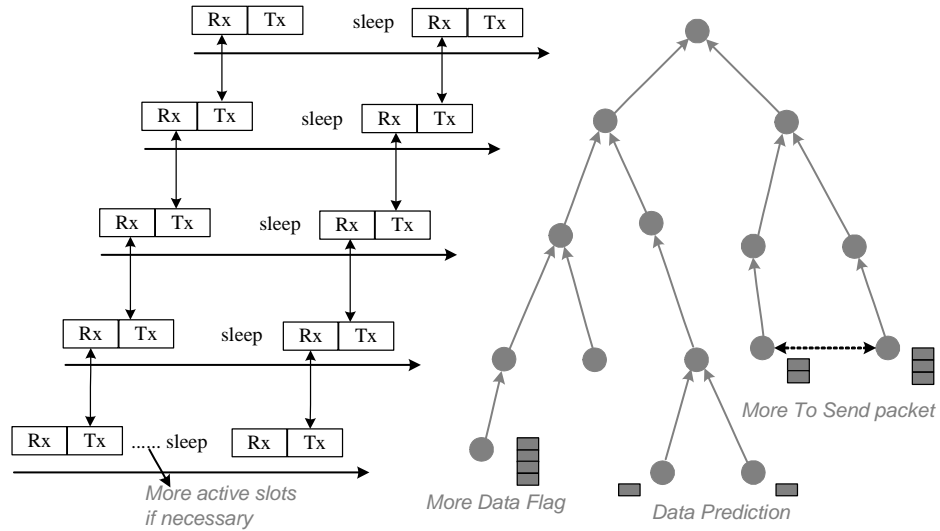 Rx Tx sleep Rx Tx
Rx Tx sleep Rx Tx
Rx Tx sleep Rx Tx
Rx Tx sleep Rx Tx
Rx Tx ...... sleep Rx Tx
More active slots
if necessary
More Data Flag
Data Prediction
More To Send packet